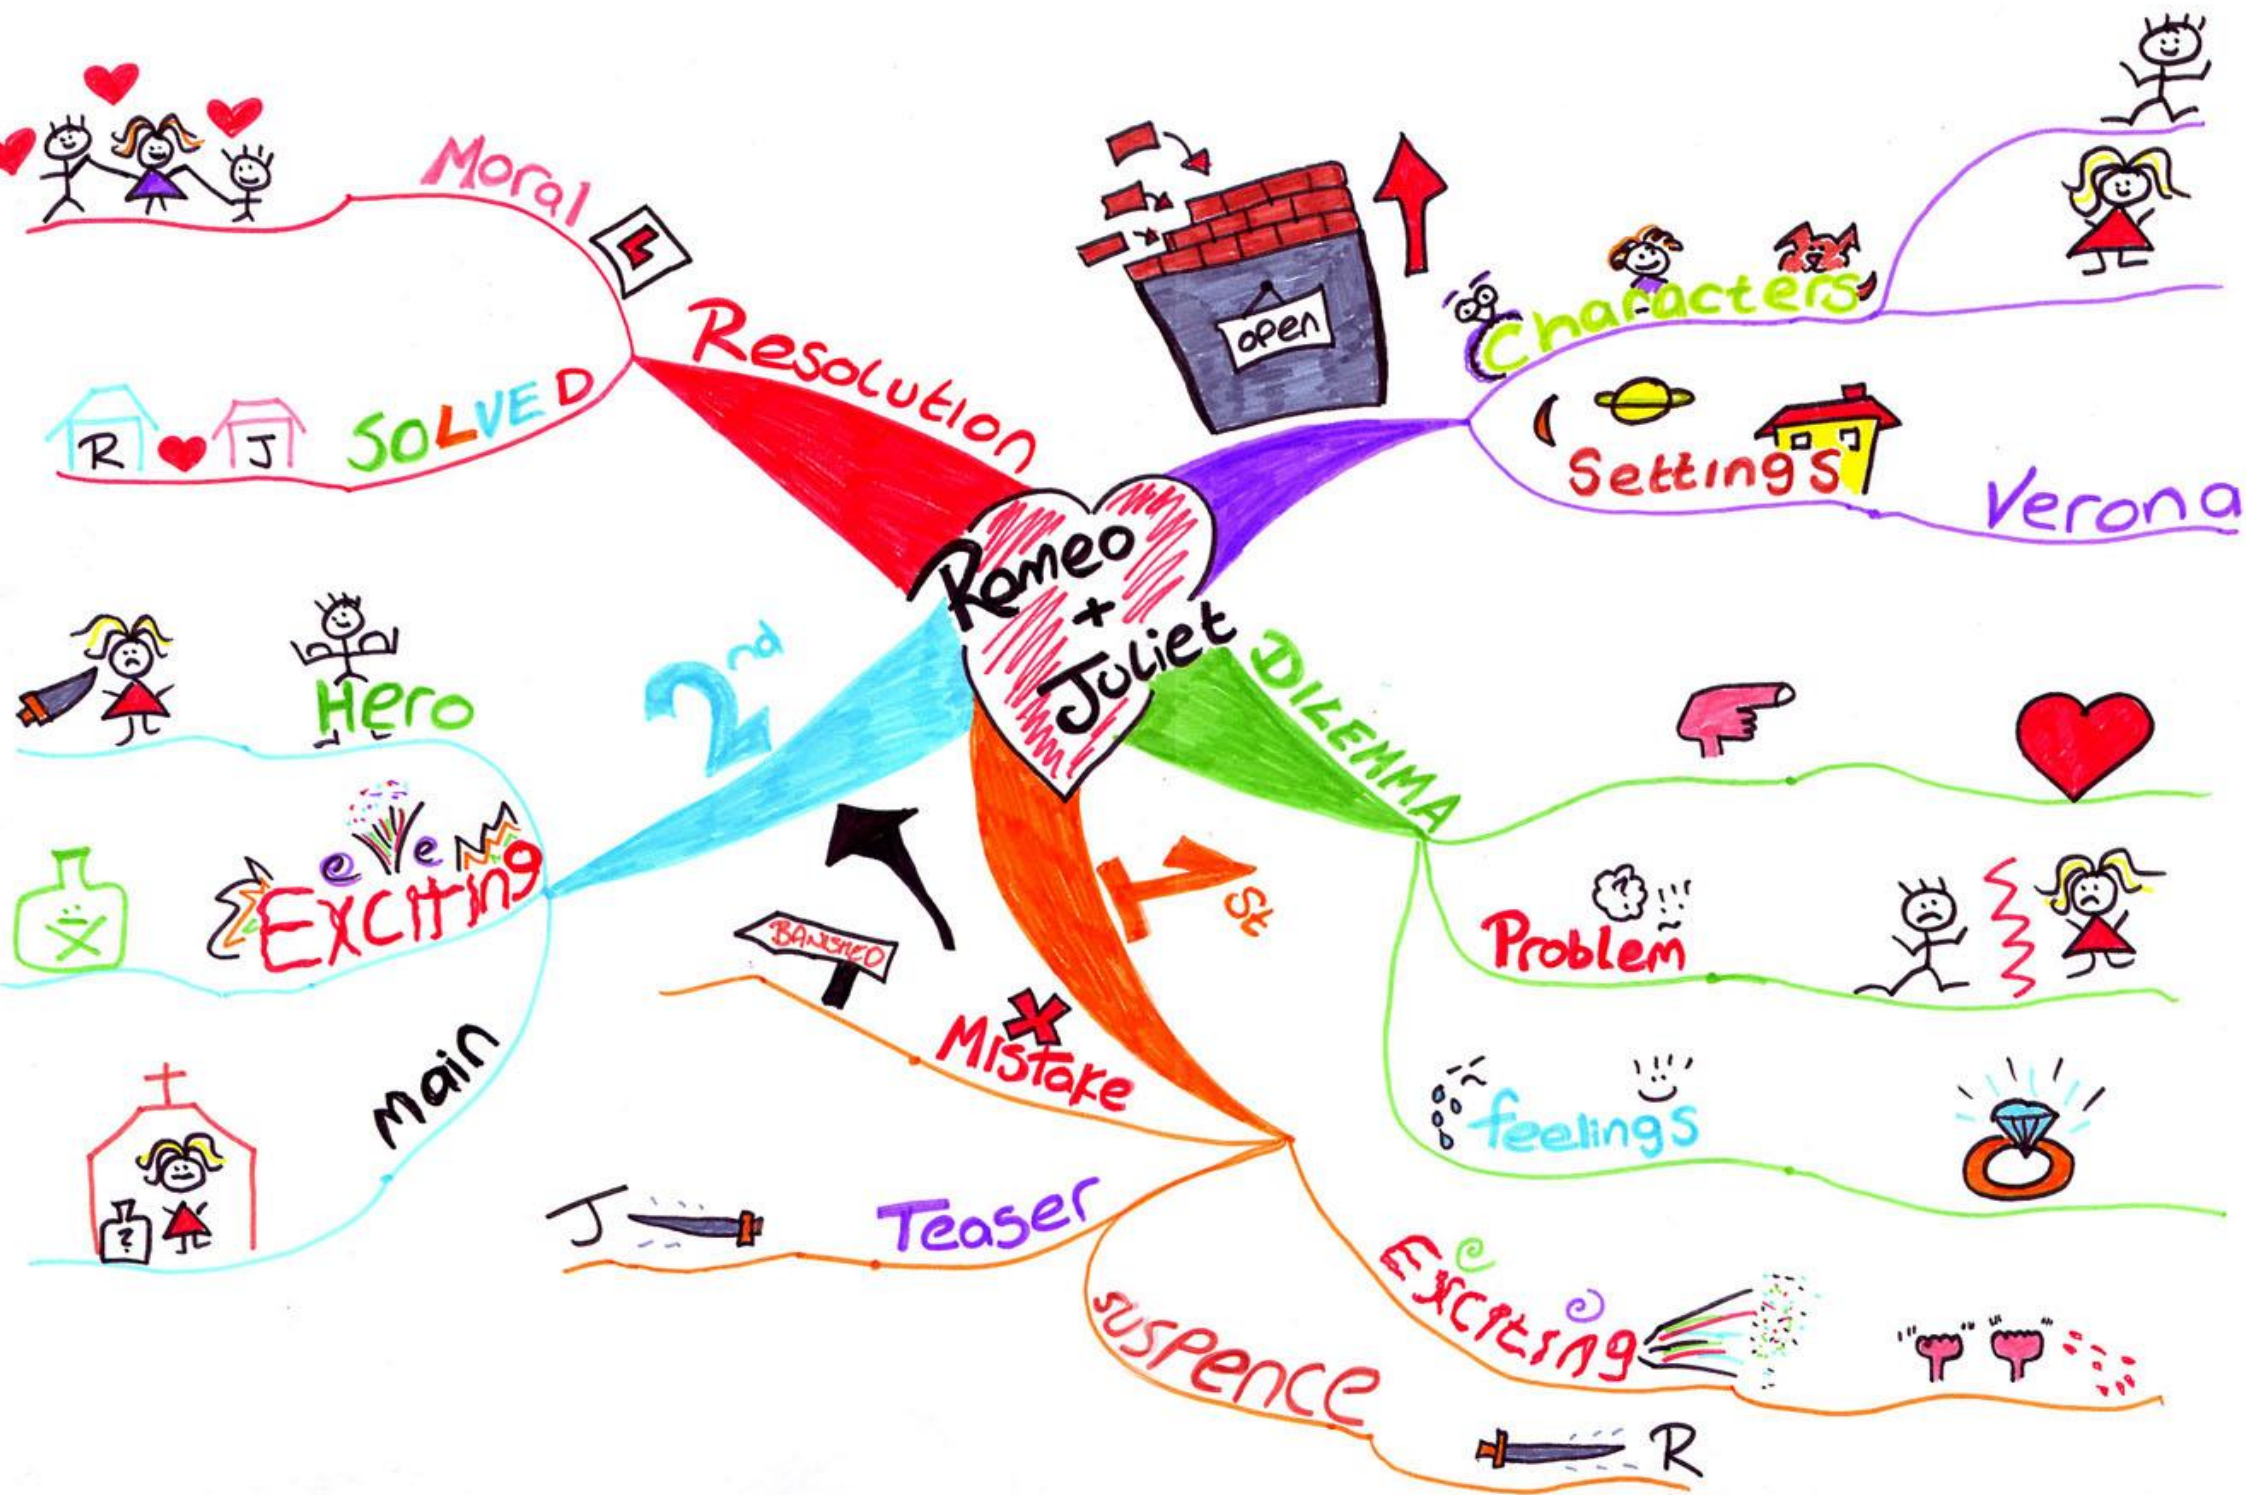 Romeo
+
Juliet
open
Characters
Settings
Verona
DILEMMA
Problem
?
feelings
1st
Exciting
Suspence
R
Teaser
J
Mistake
BANISHED
2nd
Hero
Exciting
main
?
Resolution
Moral
L
SOLVED
R
J